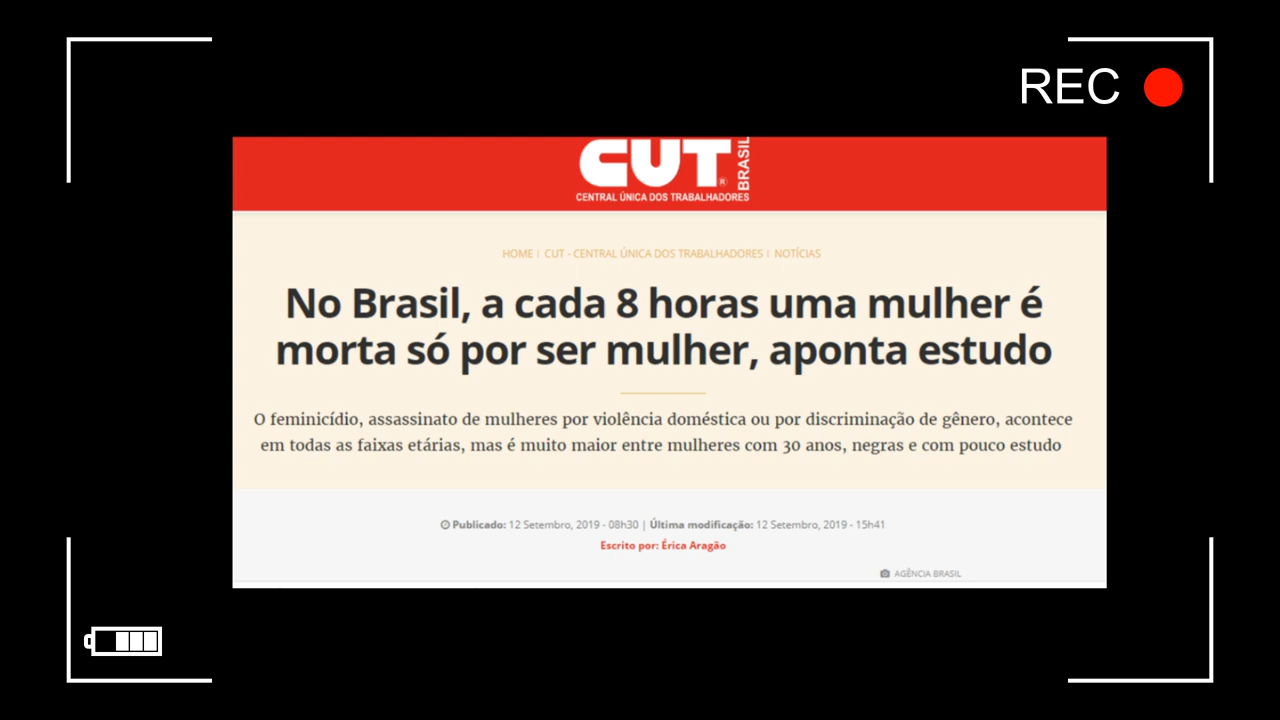 REC
CUT® BRASIL
CENTRAL ÚNICA DOS TRABALHADORES
HOME | CUT - CENTRAL ÚNICA DOS TRABALHADORES | NOTÍCIAS
No Brasil, a cada 8 horas uma mulher é
morta só por ser mulher, aponta estudo
O feminicídio, assassinato de mulheres por violência doméstica ou por discriminação de gênero, acontece
em todas as faixas etárias, mas é muito maior entre mulheres com 30 anos, negras e com pouco estudo
Publicado: 12 Setembro, 2019 - 08h30 | Última modificação: 12 Setembro, 2019 - 15h41
Escrito por: Érica Aragão
AGÊNCIA BRASIL